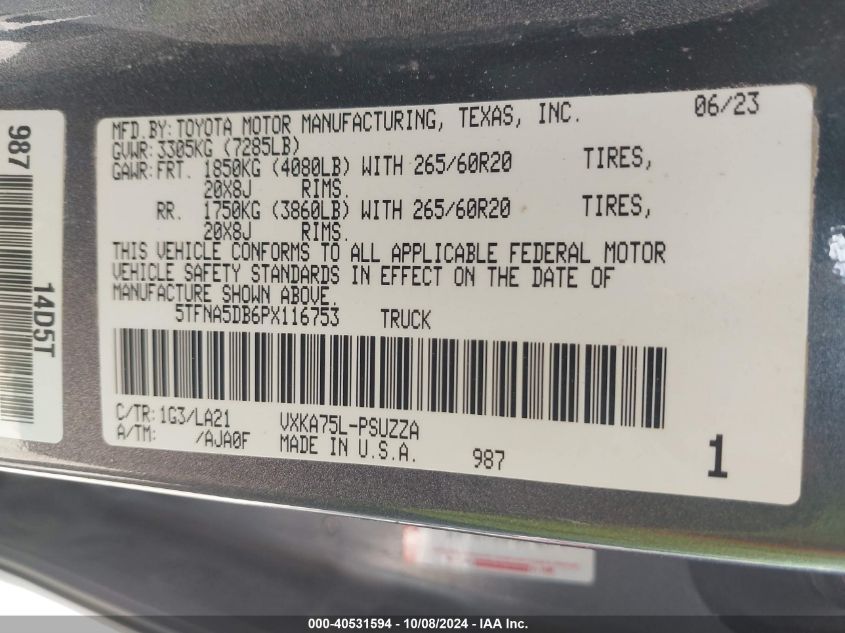 987
14D5T
MFD.BY:TOYOTA MOTOR MANUFACTURING, TEXAS, INC. 06/23
GVWR:3305KG (7285LB)
GAWR:FRT. 1850KG (4080LB) WITH 265/60R20 TIRES,
20X8J RIMS.
RR. 1750KG (3860LB) WITH 265/60R20 TIRES,
20X8J RIMS.
THIS VEHICLE CONFORMS TO ALL APPLICABLE FEDERAL MOTOR
VEHICLE SAFETY STANDARDS IN EFFECT ON THE DATE OF
MANUFACTURE SHOWN ABOVE.
5TFNA5DB6PX116753 TRUCK
C/TR:1G3/LA21 VXKA75L-PSUZZA
A/TM: /AJA0F MADE IN U.S.A. 987 1
000-40531594 - 10/08/2024 - IAA Inc.